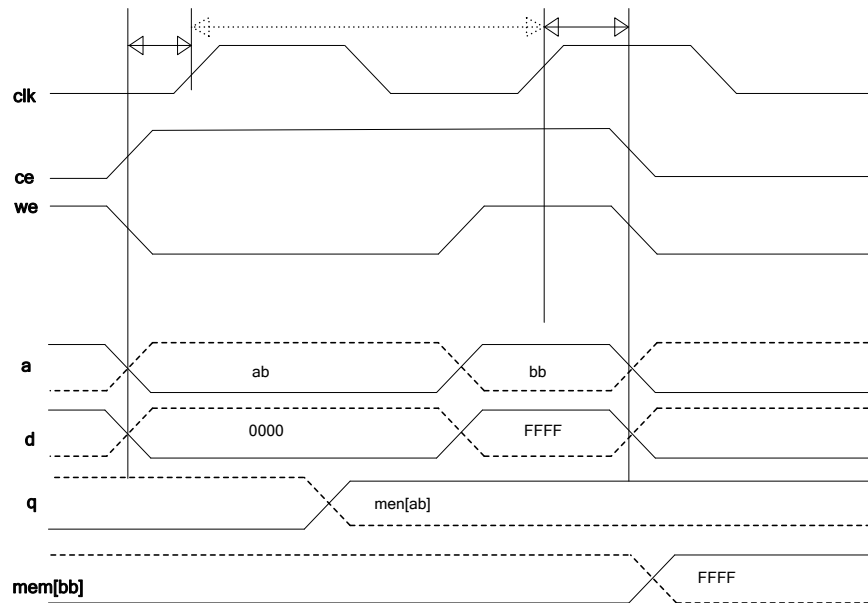 clk
ce
we
a ab bb
d 0000 FFFF
q men[ab]
mem[bb] FFFF